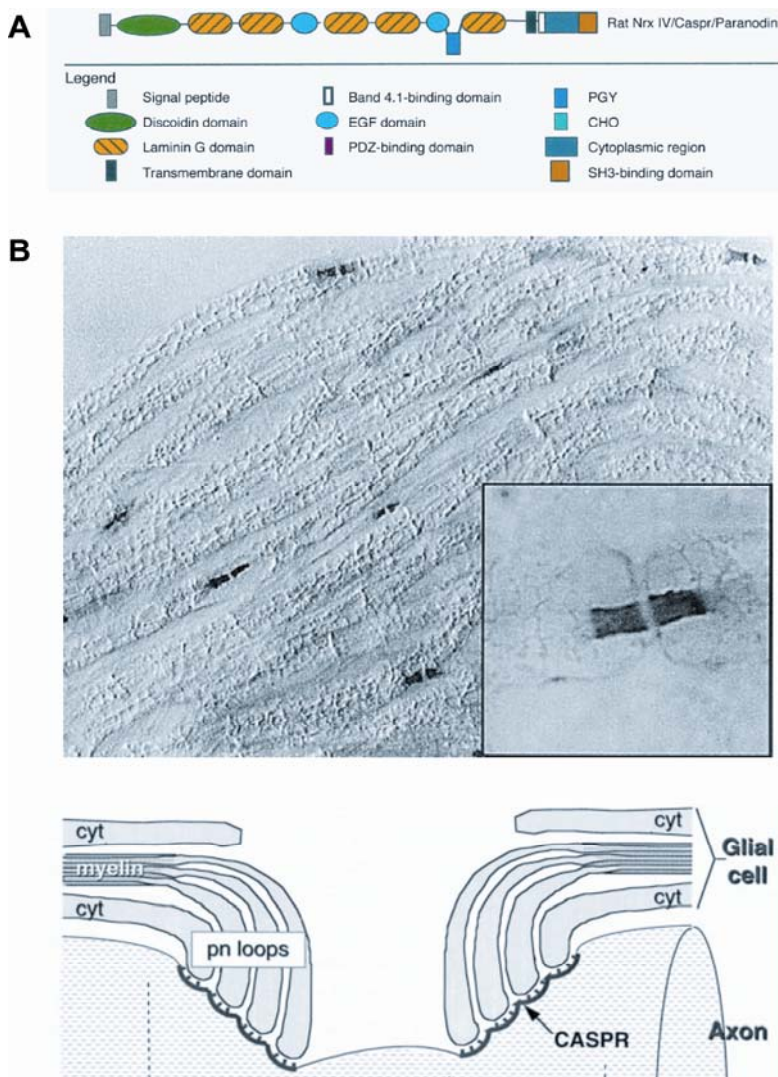 A
Rat Nrx IV/Caspr/Paranodin
Legend
Signal peptide
Band 4.1-binding domain
PGY
Discoidin domain
EGF domain
CHO
Laminin G domain
PDZ-binding domain
Cytoplasmic region
Transmembrane domain
SH3-binding domain
B
cyt
cyt
myelin
Glial
cell
cyt
cyt
pn loops
CASPR
Axon